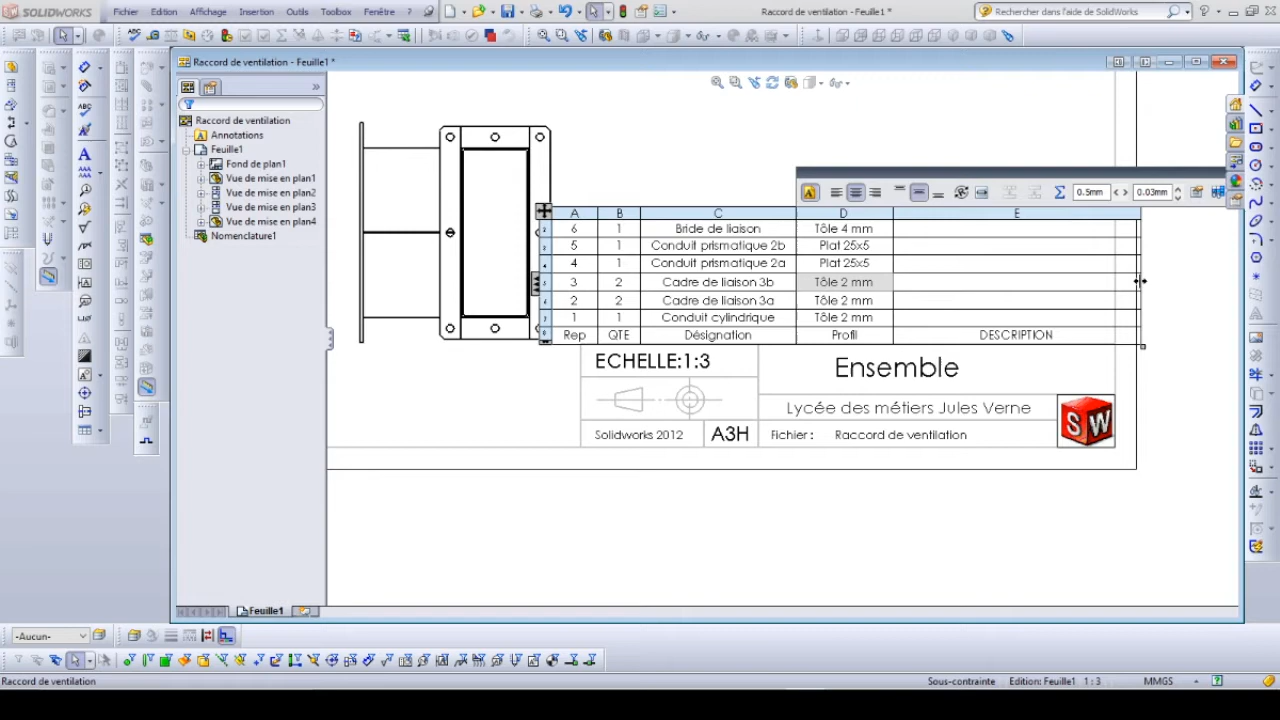 SOLIDWORKS Fichier Edition Affichage Insertion Outils Toolbox Fenêtre ? Raccord de ventilation - Feuille1 * Rechercher dans l'aide de SolidWorks
Raccord de ventilation - Feuille1 *
Raccord de ventilation
Annotations
Feuille1
Fond de plan1
Vue de mise en plan1
Vue de mise en plan2
Vue de mise en plan3
Vue de mise en plan4
Nomenclature1
0.5mm 0.03mm
A B C D E
6 1 Bride de liaison Tôle 4 mm
5 1 Conduit prismatique 2b Plat 25x5
4 1 Conduit prismatique 2a Plat 25x5
3 2 Cadre de liaison 3b Tôle 2 mm
2 2 Cadre de liaison 3a Tôle 2 mm
1 1 Conduit cylindrique Tôle 2 mm
Rep QTE Désignation Profil DESCRIPTION
ECHELLE:1:3 Ensemble
Lycée des métiers Jules Verne
Solidworks 2012 A3H Fichier : Raccord de ventilation
SW
Feuille1
-Aucun-
Raccord de ventilation Sous-contrainte Edition: Feuille1 1 : 3 MMGS